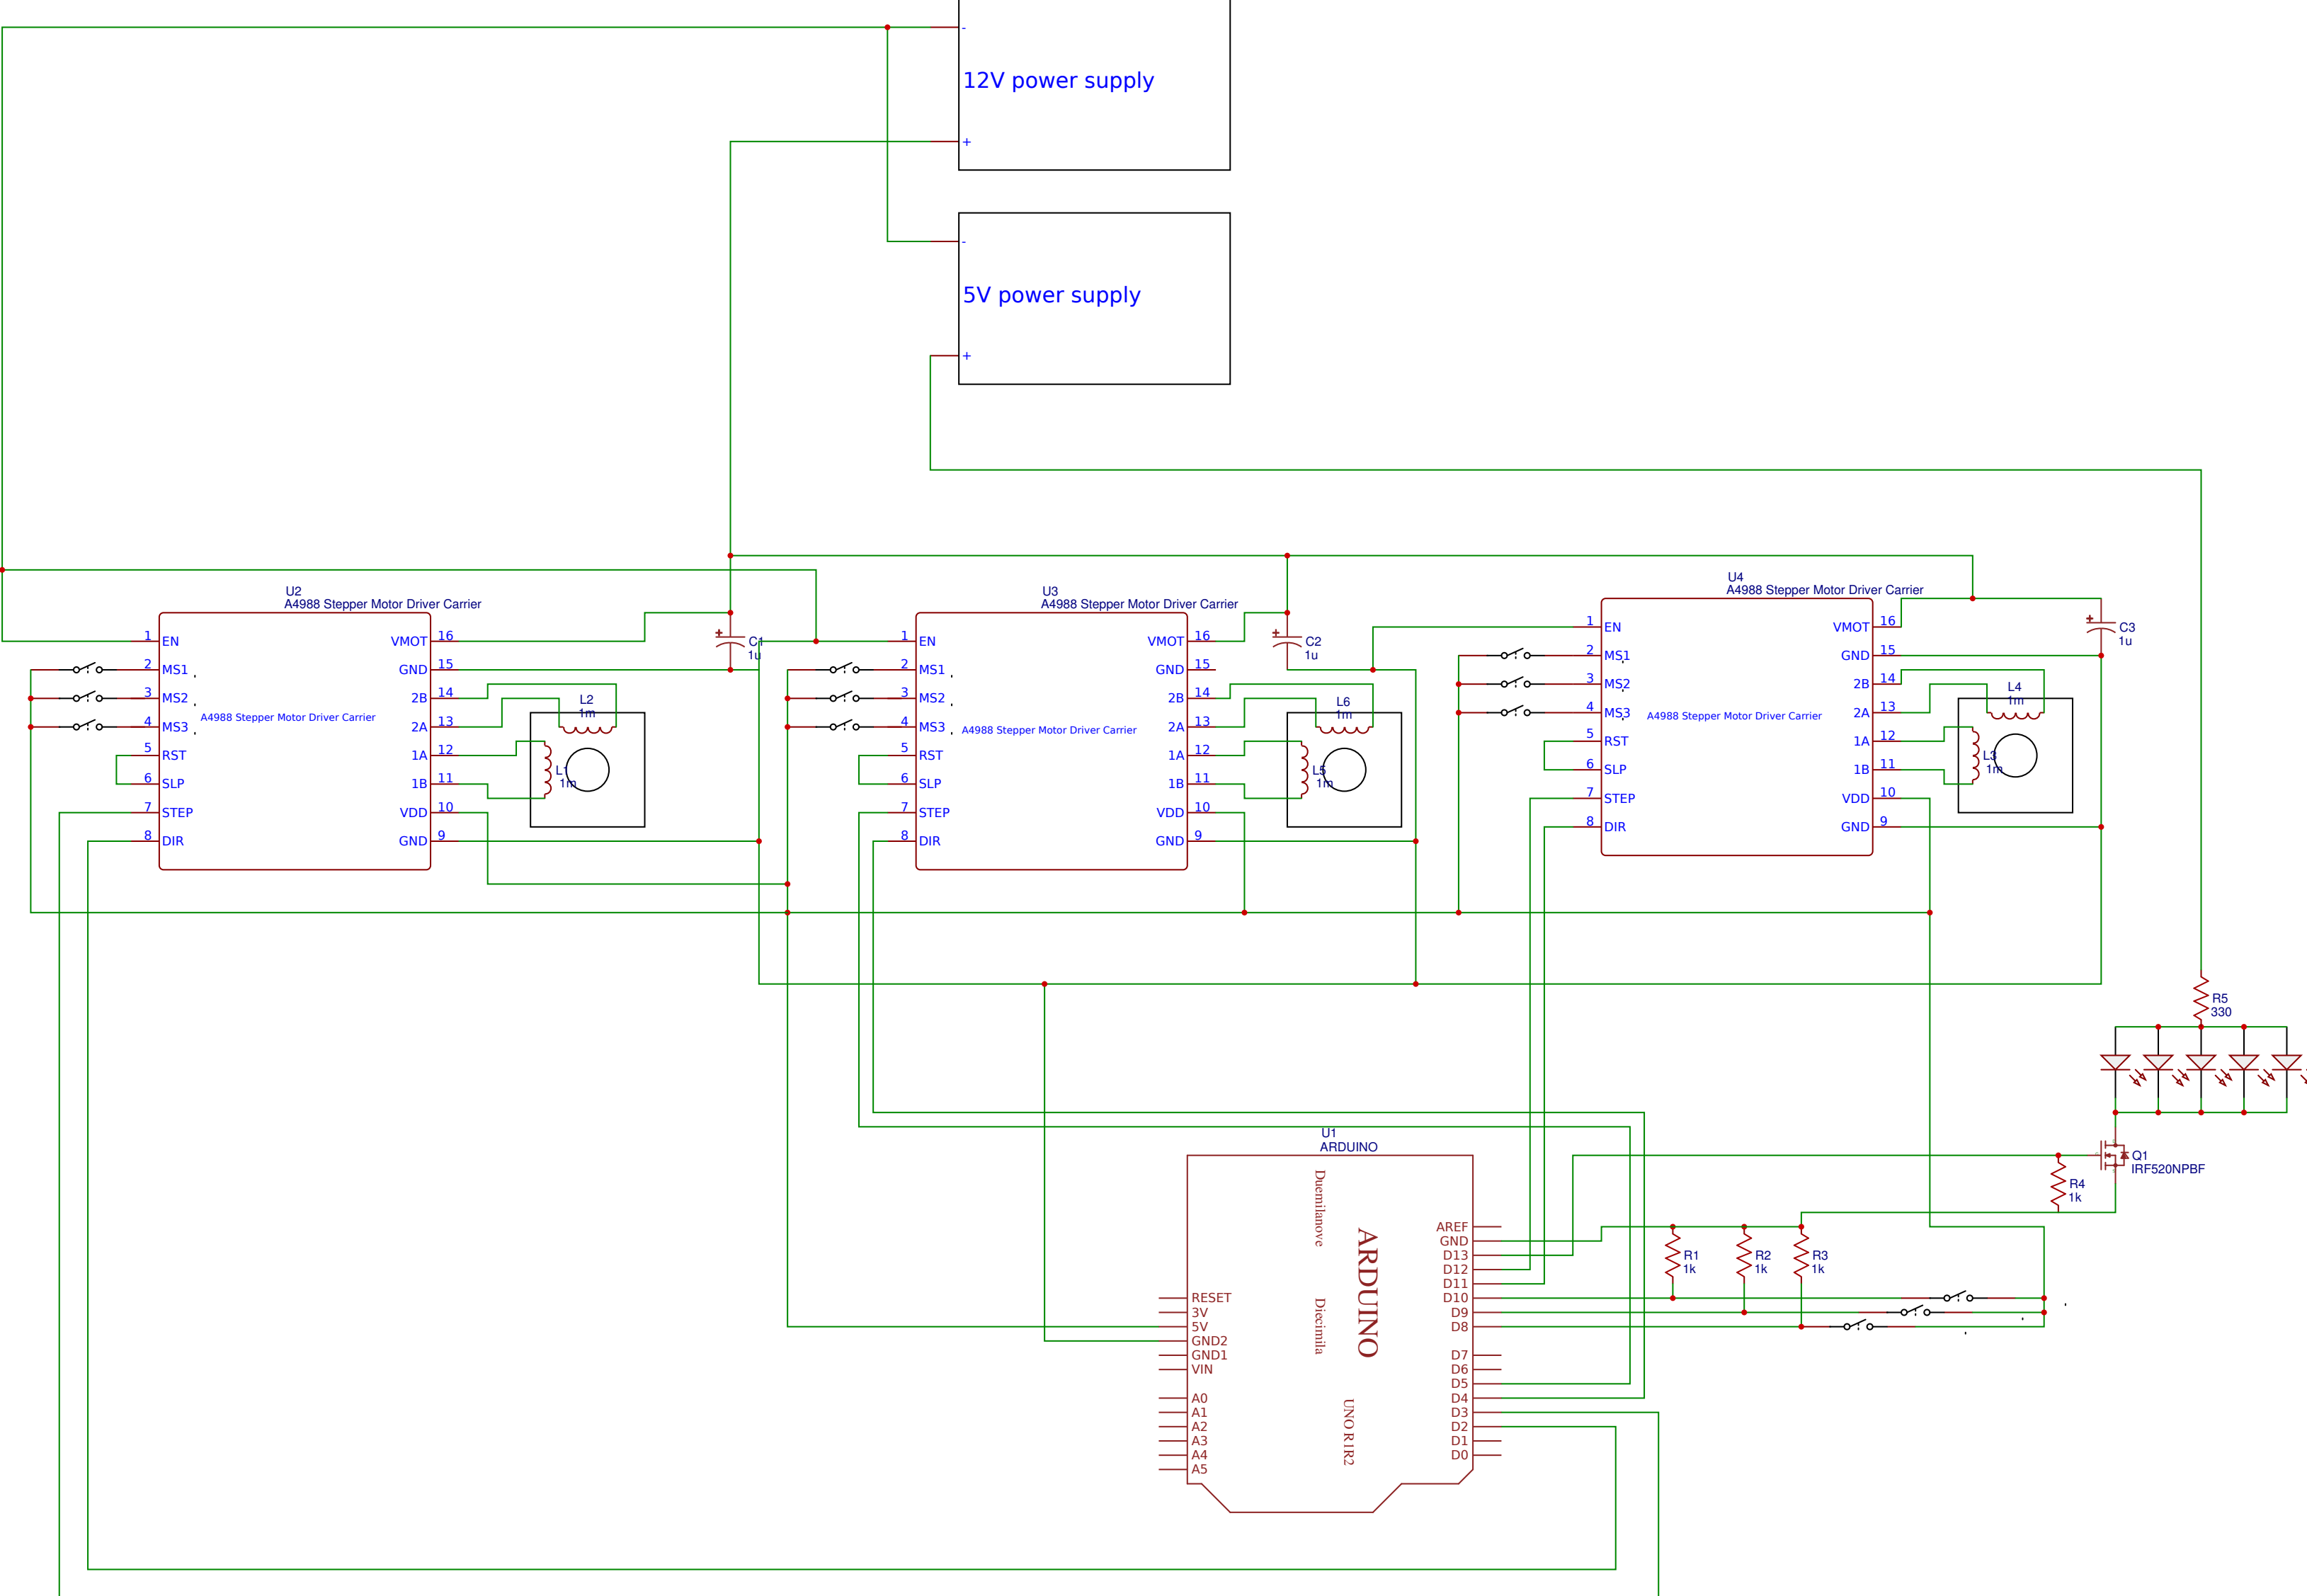 -
12V power supply
+
-
5V power supply
+
U2
A4988 Stepper Motor Driver Carrier
1 EN
2 MS1
3 MS2
4 MS3
5 RST
6 SLP
7 STEP
8 DIR
A4988 Stepper Motor Driver Carrier
VMOT 16
GND 15
2B 14
2A 13
1A 12
1B 11
VDD 10
GND 9
+
C1
1u
L2
1m
L1
1m
U3
A4988 Stepper Motor Driver Carrier
1 EN
2 MS1
3 MS2
4 MS3
5 RST
6 SLP
7 STEP
8 DIR
A4988 Stepper Motor Driver Carrier
VMOT 16
GND 15
2B 14
2A 13
1A 12
1B 11
VDD 10
GND 9
+
C2
1u
L6
1m
L5
1m
U4
A4988 Stepper Motor Driver Carrier
1 EN
2 MS1
3 MS2
4 MS3
5 RST
6 SLP
7 STEP
8 DIR
A4988 Stepper Motor Driver Carrier
VMOT 16
GND 15
2B 14
2A 13
1A 12
1B 11
VDD 10
GND 9
+
C3
1u
L4
1m
L3
1m
R5
330
Q1
IRF520NPBF
R4
1k
R1
1k
R2
1k
R3
1k
U1
ARDUINO
Duemilanove
Diecimila
UNO R1R2
ARDUINO
RESET
3V
5V
GND2
GND1
VIN
A0
A1
A2
A3
A4
A5
AREF
GND
D13
D12
D11
D10
D9
D8
D7
D6
D5
D4
D3
D2
D1
D0